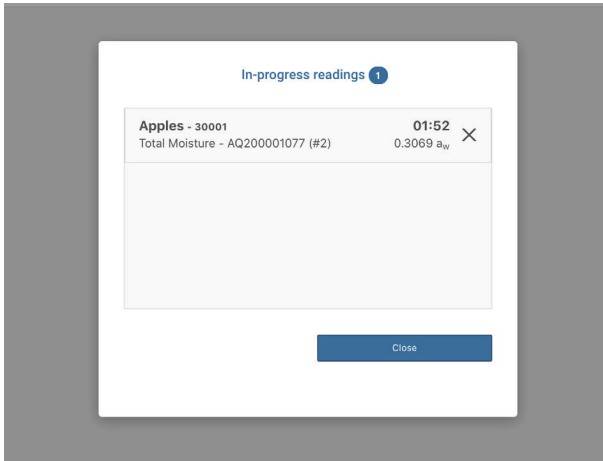 In-progress readings 1
Apples - 30001 01:52
Total Moisture - AQ200001077 (#2) 0.3069 aw
Close